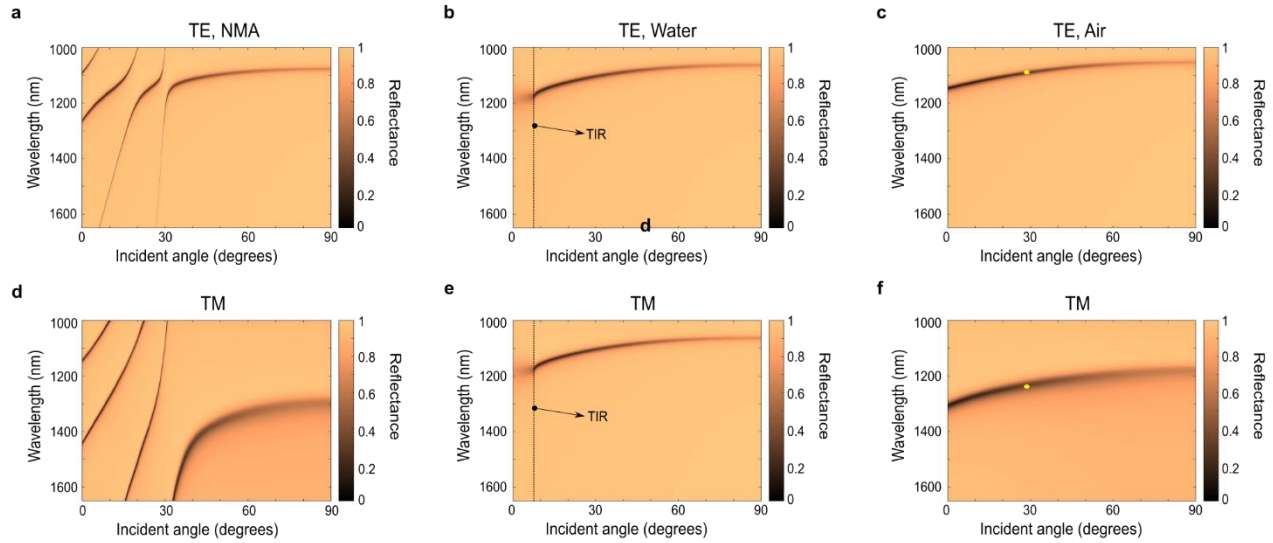 a
TE, NMA
1000
1200
1400
1600
Wavelength (nm)
0
30
60
90
Incident angle (degrees)
1
0.8
0.6
0.4
0.2
0
Reflectance
b
TE, Water
1000
1200
1400
1600
Wavelength (nm)
TIR
0
30
60
90
Incident angle (degrees)
1
0.8
0.6
0.4
0.2
0
Reflectance
d
c
TE, Air
1000
1200
1400
1600
Wavelength (nm)
0
30
60
90
Incident angle (degrees)
1
0.8
0.6
0.4
0.2
0
Reflectance
d
TM
1000
1200
1400
1600
Wavelength (nm)
0
30
60
90
Incident angle (degrees)
1
0.8
0.6
0.4
0.2
0
Reflectance
e
TM
1000
1200
1400
1600
Wavelength (nm)
TIR
0
30
60
90
Incident angle (degrees)
1
0.8
0.6
0.4
0.2
0
Reflectance
f
TM
1000
1200
1400
1600
Wavelength (nm)
0
30
60
90
Incident angle (degrees)
1
0.8
0.6
0.4
0.2
0
Reflectance